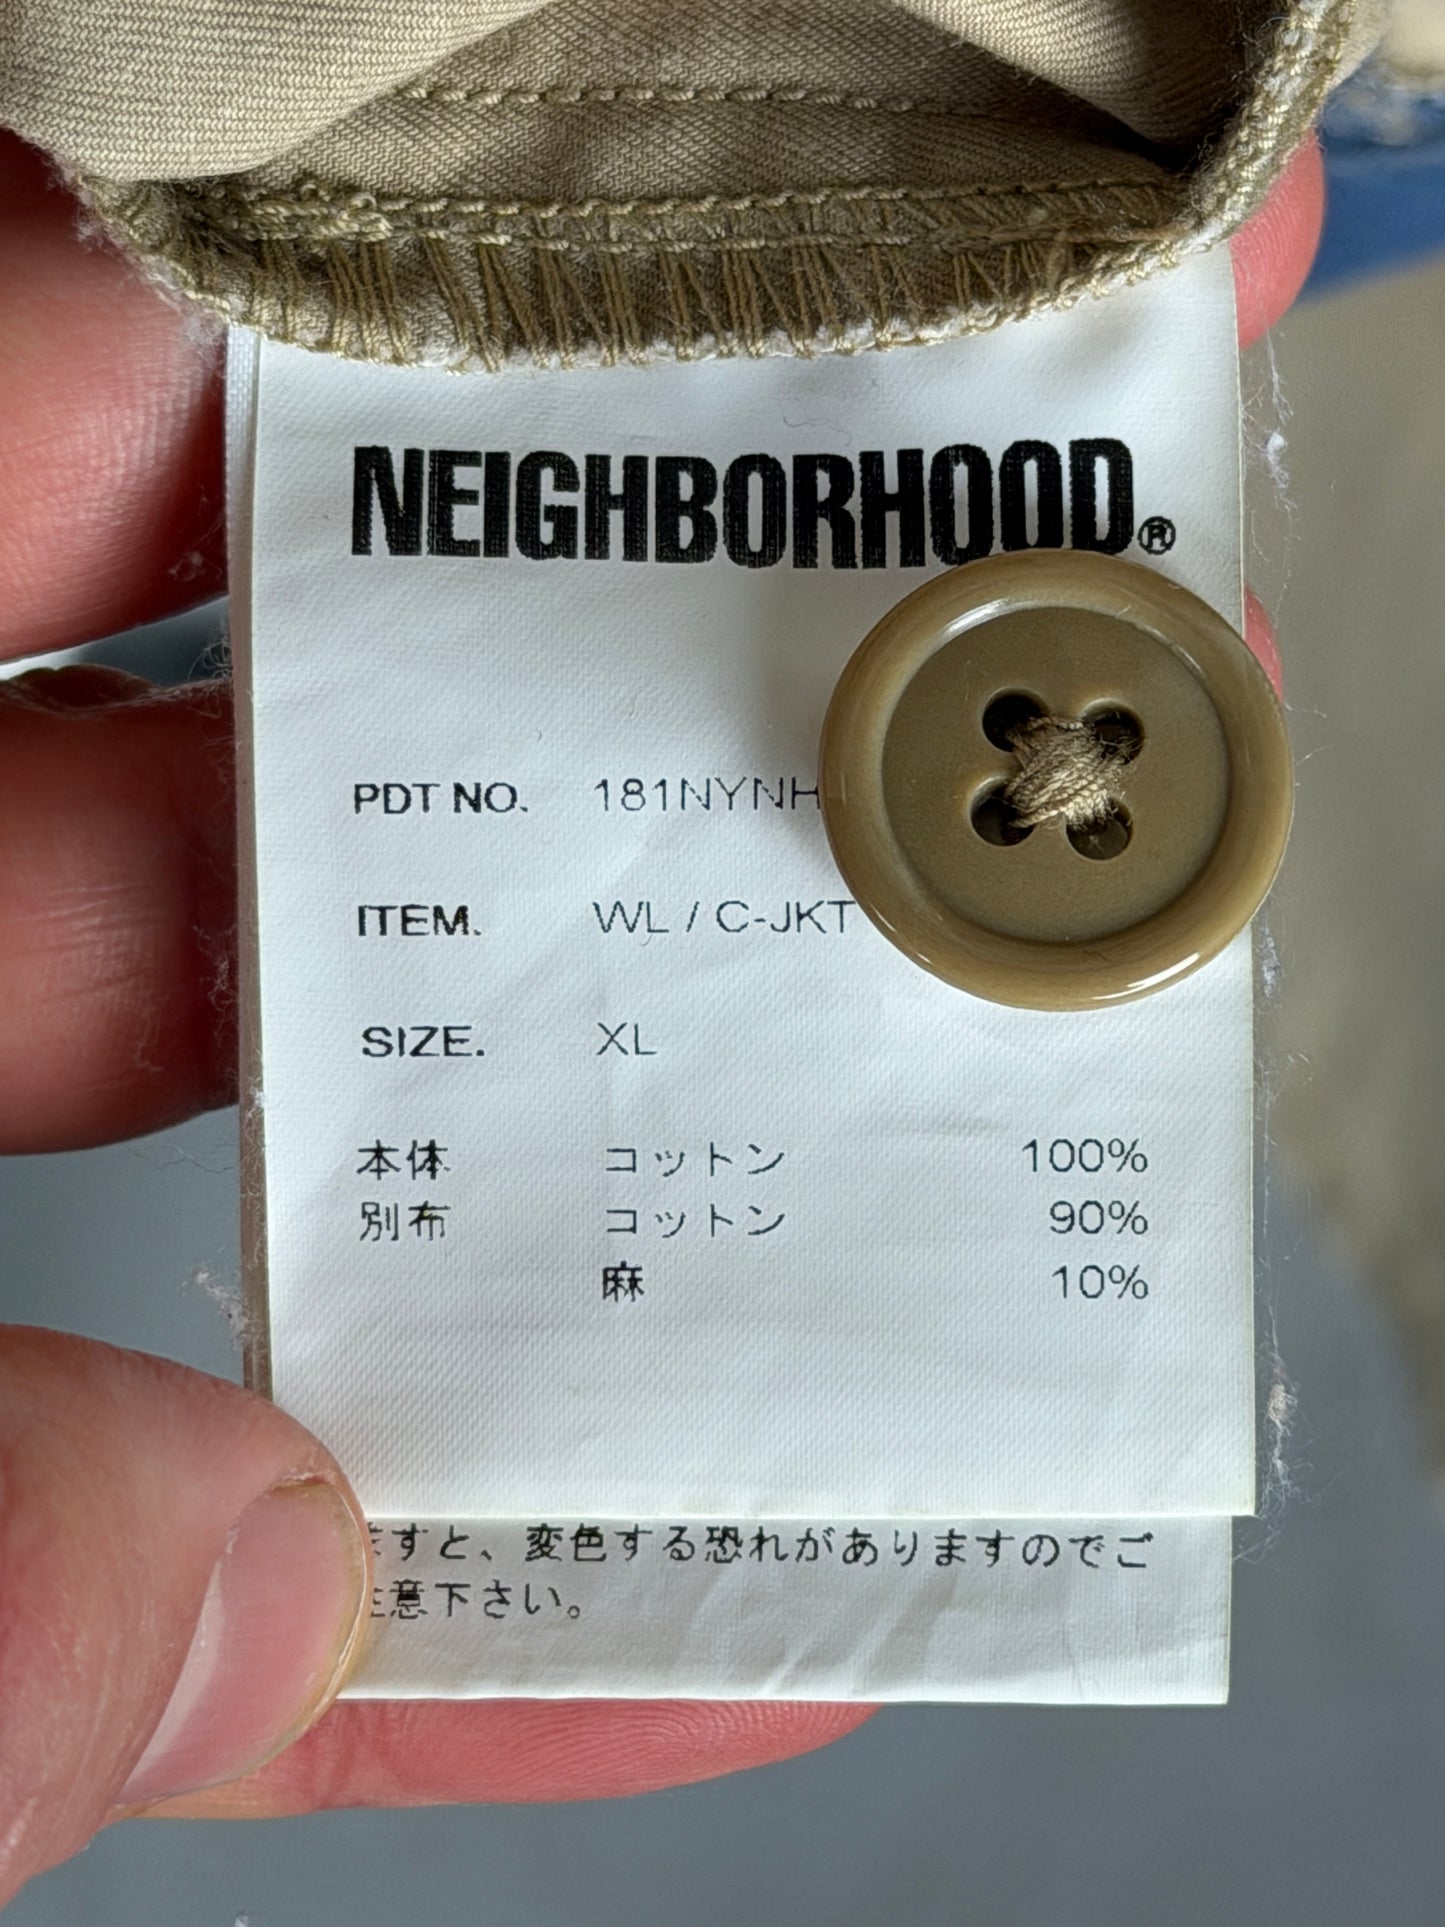 NEIGHBORHOOD®
PDT NO. 181NYNH
ITEM. WL / C-JKT
SIZE. XL
本体 コットン 100%
別布 コットン 90%
麻 10%
ますと、変色する恐れがありますのでご
注意下さい。